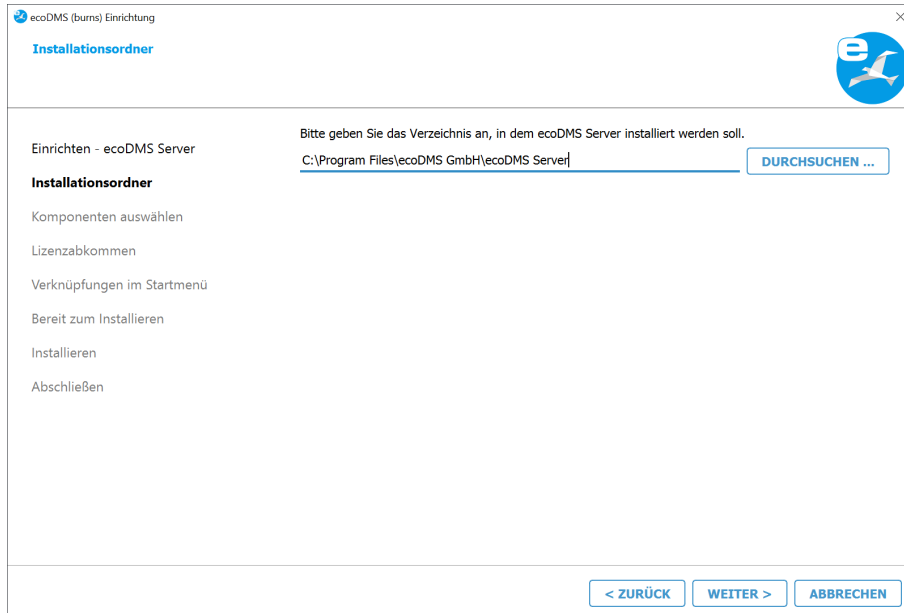 ecoDMS (burns) Einrichtung
Installationsordner
e
Einrichten - ecoDMS Server
Installationsordner
Komponenten auswählen
Lizenzabkommen
Verknüpfungen im Startmenü
Bereit zum Installieren
Installieren
Abschließen
Bitte geben Sie das Verzeichnis an, in dem ecoDMS Server installiert werden soll.
C:\Program Files\ecoDMS GmbH\ecoDMS Server
DURCHSUCHEN ...
< ZURÜCK WEITER > ABBRECHEN